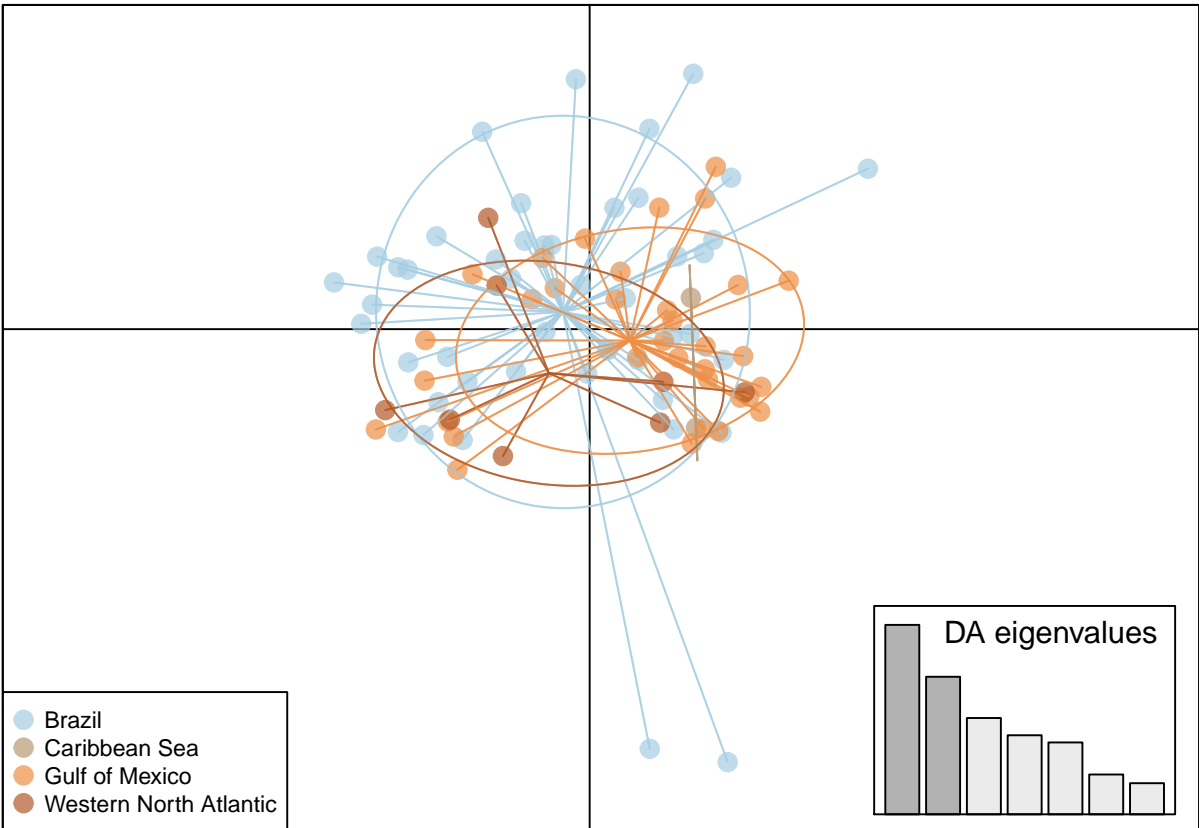 DA eigenvalues
Brazil
Caribbean Sea
Gulf of Mexico
Western North Atlantic